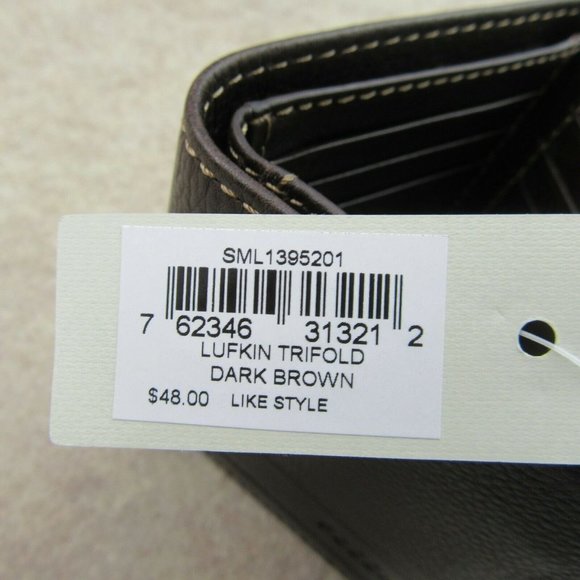 SML1395201
7 62346 31321 2
LUFKIN TRIFOLD
DARK BROWN
$48.00 LIKE STYLE